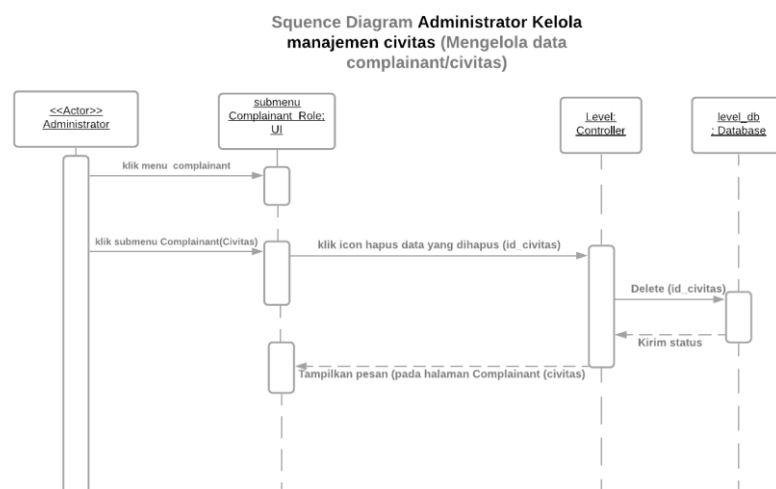 Squence Diagram Administrator Kelola
manajemen civitas (Mengelola data
complainant/civitas)
<<Actor>>
Administrator
submenu
Complainant_Role:
UI
Level:
Controller
level_db
: Database
klik menu complainant
klik submenu Complainant(Civitas)
klik icon hapus data yang dihapus (id_civitas)
Delete (id_civitas)
Kirim status
Tampilkan pesan (pada halaman Complainant (civitas)